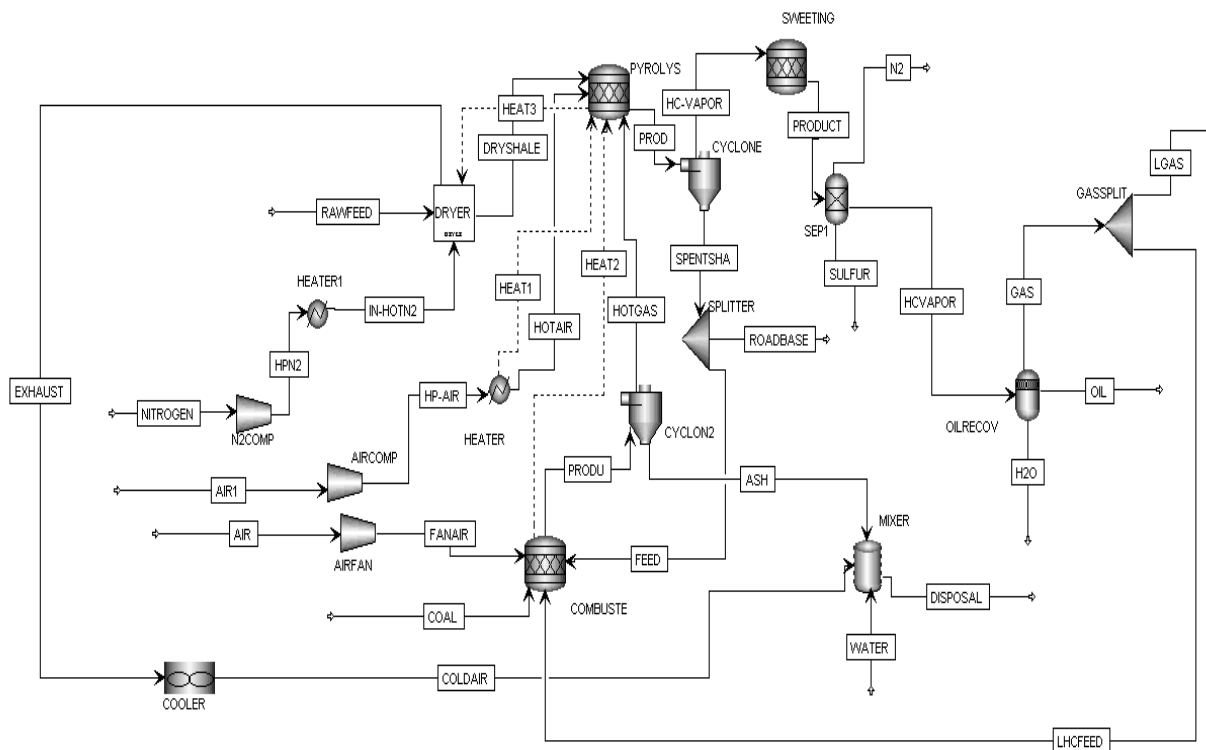 SWEETING
N2
PYROLYS
HEAT3
HC-VAPOR
PROD
PRODUCT
DRYSHALE
CYCLONE
LGAS
GASSPLIT
RAWFEED
DRYER
SEP1
SPENTSHA
HEAT2
SULFUR
HEATER1
HEAT1
GAS
HCVAPOR
IN-HOTN2
HOTAIR
HOTGAS
SPLITTER
ROADBASE
HPN2
EXHAUST
HP-AIR
OIL
NITROGEN
N2COMP
HEATER
CYCLON2
OILRECOV
AIRCOMP
PRODU
ASH
H2O
AIR1
MIXER
AIR
FANAIR
FEED
AIRFAN
DISPOSAL
COAL
COMBUSTE
WATER
COLDAIR
COOLER
LHCFEED